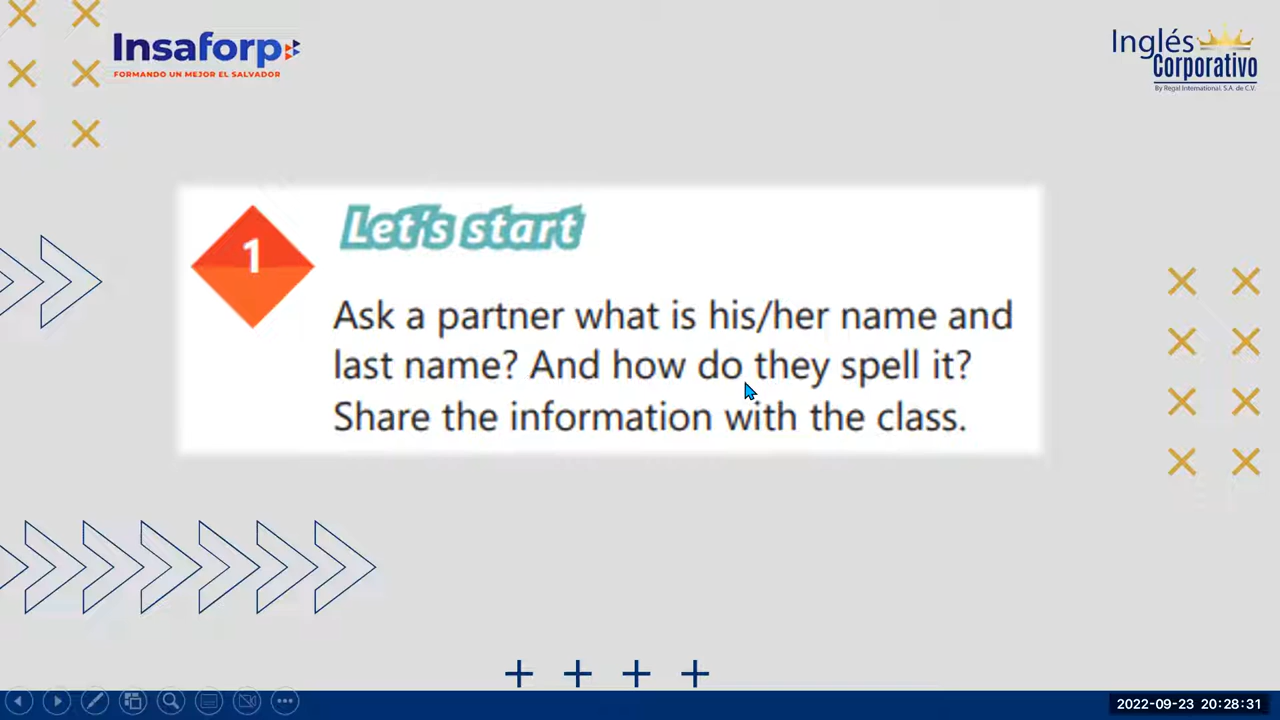 Insaforp
FORMANDO UN MEJOR EL SALVADOR
Inglés
Corporativo
By Regal International. S.A. de C.V.
1
Let's start
Ask a partner what is his/her name and
last name? And how do they spell it?
Share the information with the class.
2022-09-23 20:28:31